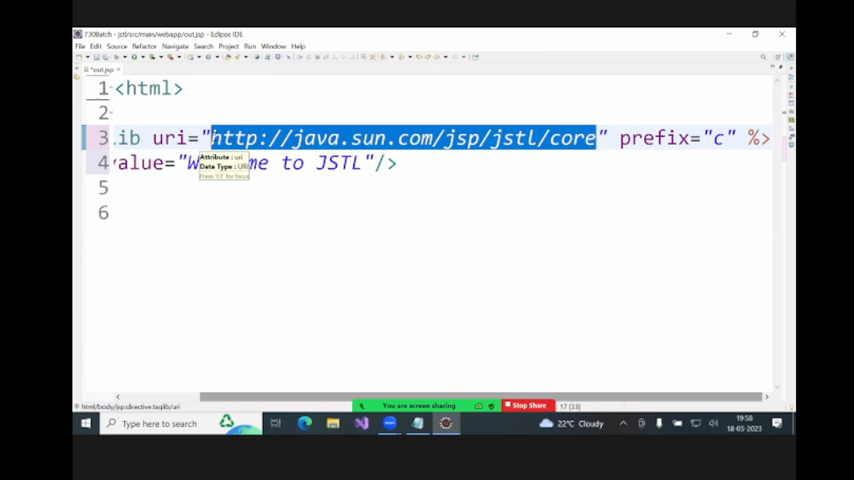 730Batch - jstl/src/main/webapp/out.jsp - Eclipse IDE
File Edit Source Refactor Navigate Search Project Run Window Help
*out.jsp
1 <html>
2
3 lib uri="http://java.sun.com/jsp/jstl/core" prefix="c" %>
Attribute : uri
4 value="W me to JSTL"/>
Data Type : URI
Press 'F2' for focus
5
6
html/body/jsp:directive.taglib/uri
You are screen sharing
Stop Share
17 [33]
Type here to search
22°C Cloudy
19:58
18-03-2023